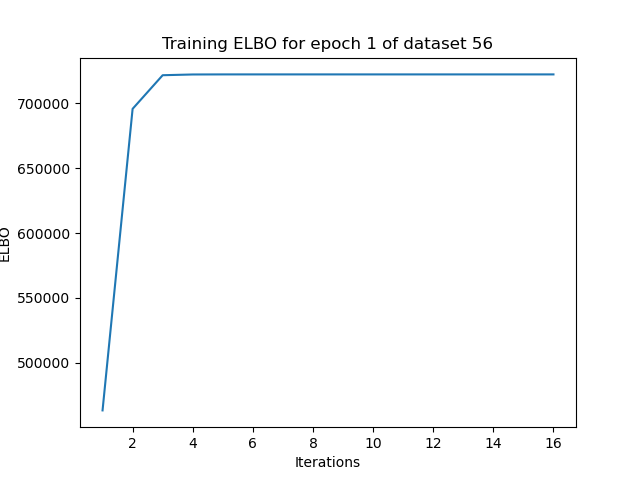 Training ELBO for epoch 1 of dataset 56
700000
650000
600000
550000
500000
ELBO
2 4 6 8 10 12 14 16
Iterations